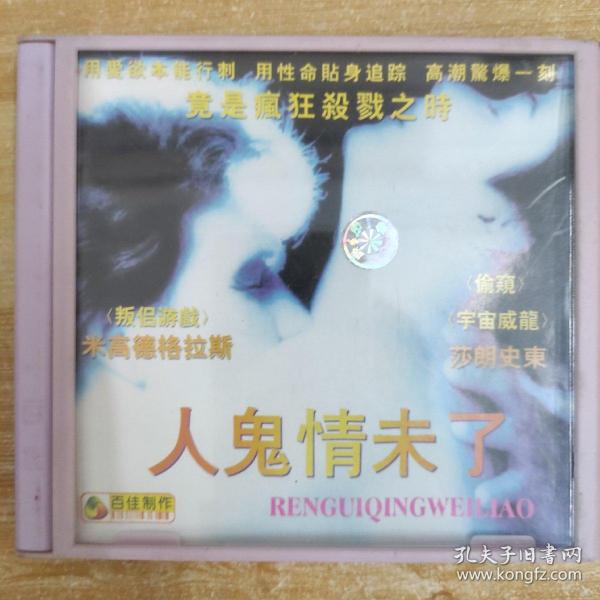 用愛欲本能行刺 用性命貼身追踪 高潮驚爆一刻
竟是瘋狂殺戮之時
〈叛侶游戲〉
米高德格拉斯
〈偷窺〉
〈宇宙威龍〉
莎朗史東
人鬼情未了
RENGUIQINGWEILIAO
百佳制作
孔夫子旧书网
www.kongfz.com